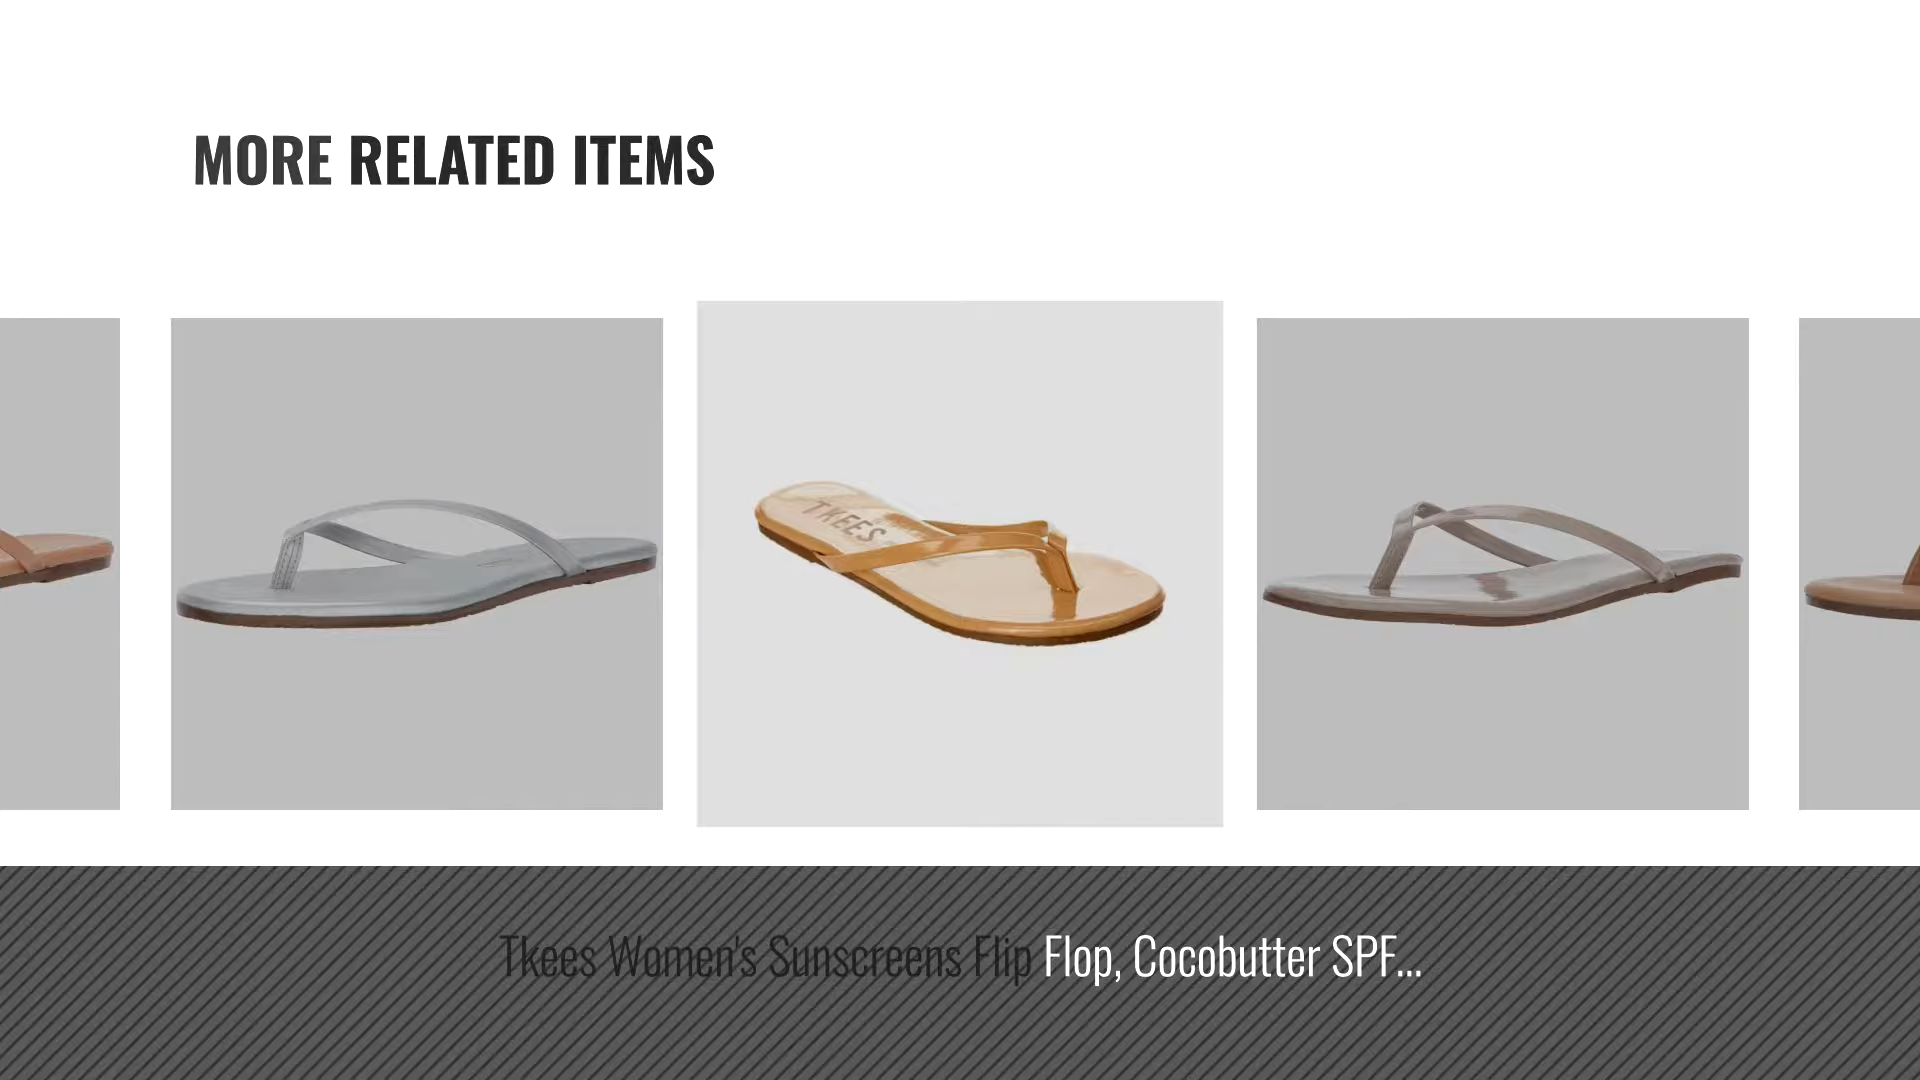 MORE RELATED ITEMS
TKEES
Tkees Women's Sunscreens Flip Flop, Cocobutter SPF...